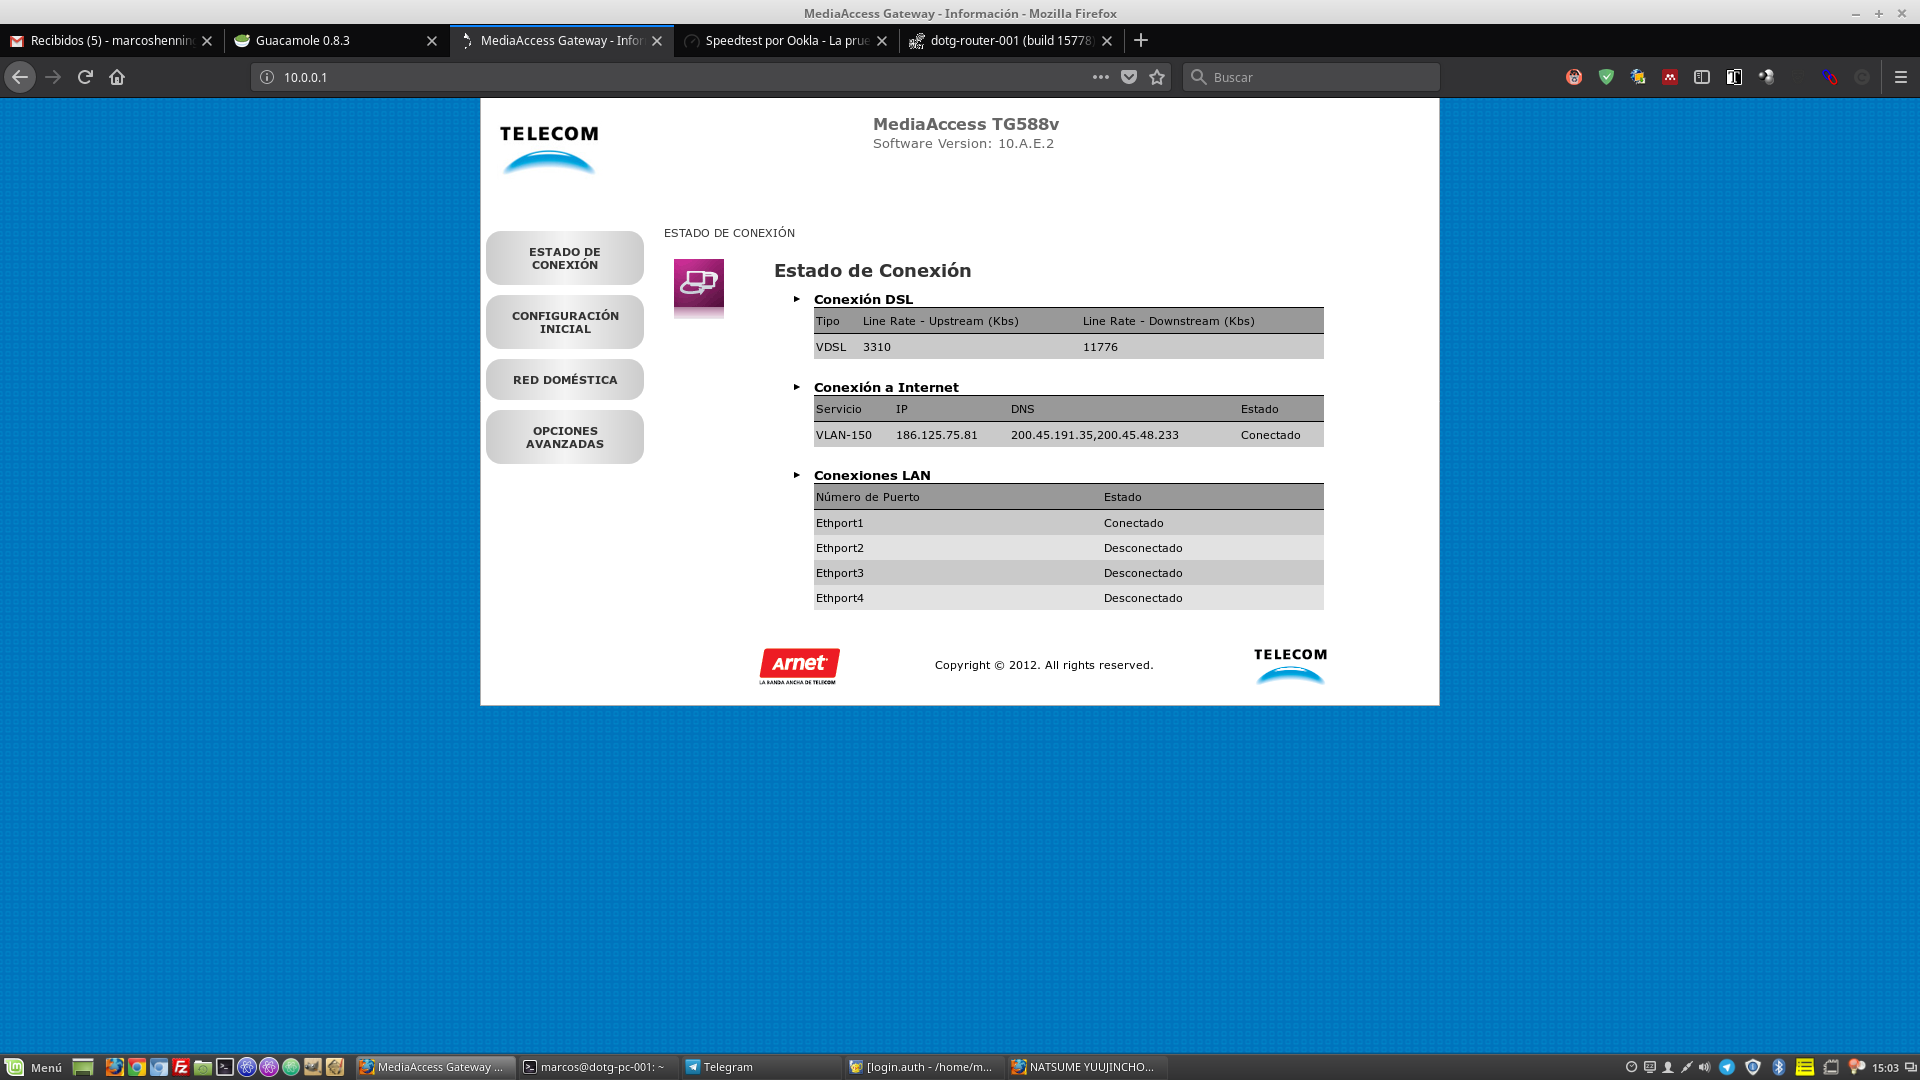 MediaAccess Gateway - Información - Mozilla Firefox
Recibidos (5) - marcoshenning
Guacamole 0.8.3
MediaAccess Gateway - Infor
Speedtest por Ookla - La prue
dotg-router-001 (build 15778)
10.0.0.1
Buscar
TELECOM
MediaAccess TG588v
Software Version: 10.A.E.2
ESTADO DE CONEXIÓN
CONFIGURACIÓN INICIAL
RED DOMÉSTICA
OPCIONES AVANZADAS
ESTADO DE CONEXIÓN
Estado de Conexión
Conexión DSL
Tipo Line Rate - Upstream (Kbs) Line Rate - Downstream (Kbs)
VDSL 3310 11776
Conexión a Internet
Servicio IP DNS Estado
VLAN-150 186.125.75.81 200.45.191.35,200.45.48.233 Conectado
Conexiones LAN
Número de Puerto Estado
Ethport1 Conectado
Ethport2 Desconectado
Ethport3 Desconectado
Ethport4 Desconectado
Arnet
LA BANDA ANCHA DE TELECOM
Copyright © 2012. All rights reserved.
TELECOM
Menú
MediaAccess Gateway ...
marcos@dotg-pc-001: ~
Telegram
[login.auth - /home/m...
NATSUME YUUJINCHO...
15:03